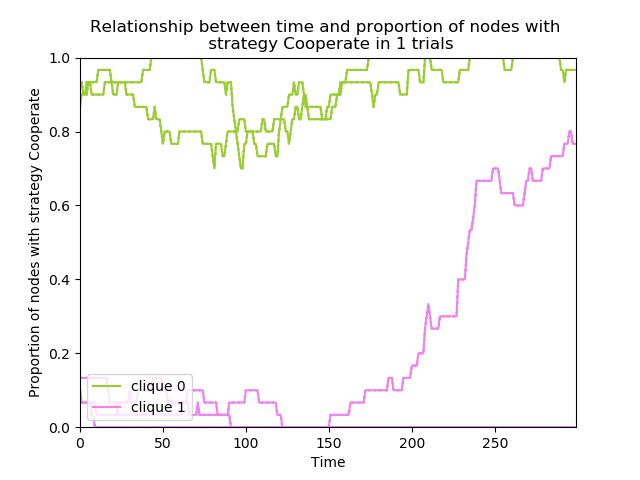 Relationship between time and proportion of nodes with
strategy Cooperate in 1 trials
Proportion of nodes with strategy Cooperate
1.0
0.8
0.6
0.4
0.2
0.0
clique 0
clique 1
0 50 100 150 200 250
Time